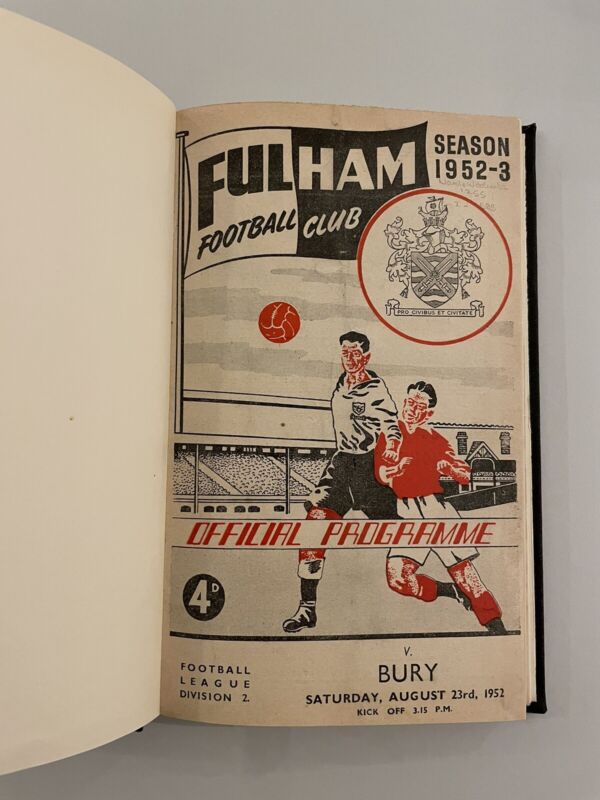 FULHAM
FOOTBALL CLUB
SEASON
1952-3
PRO CIVIBUS ET CIVITATE
OFFICIAL PROGRAMME
4D
FOOTBALL
LEAGUE
DIVISION 2.
V.
BURY
SATURDAY, AUGUST 23rd, 1952
KICK OFF 3.15 P.M.